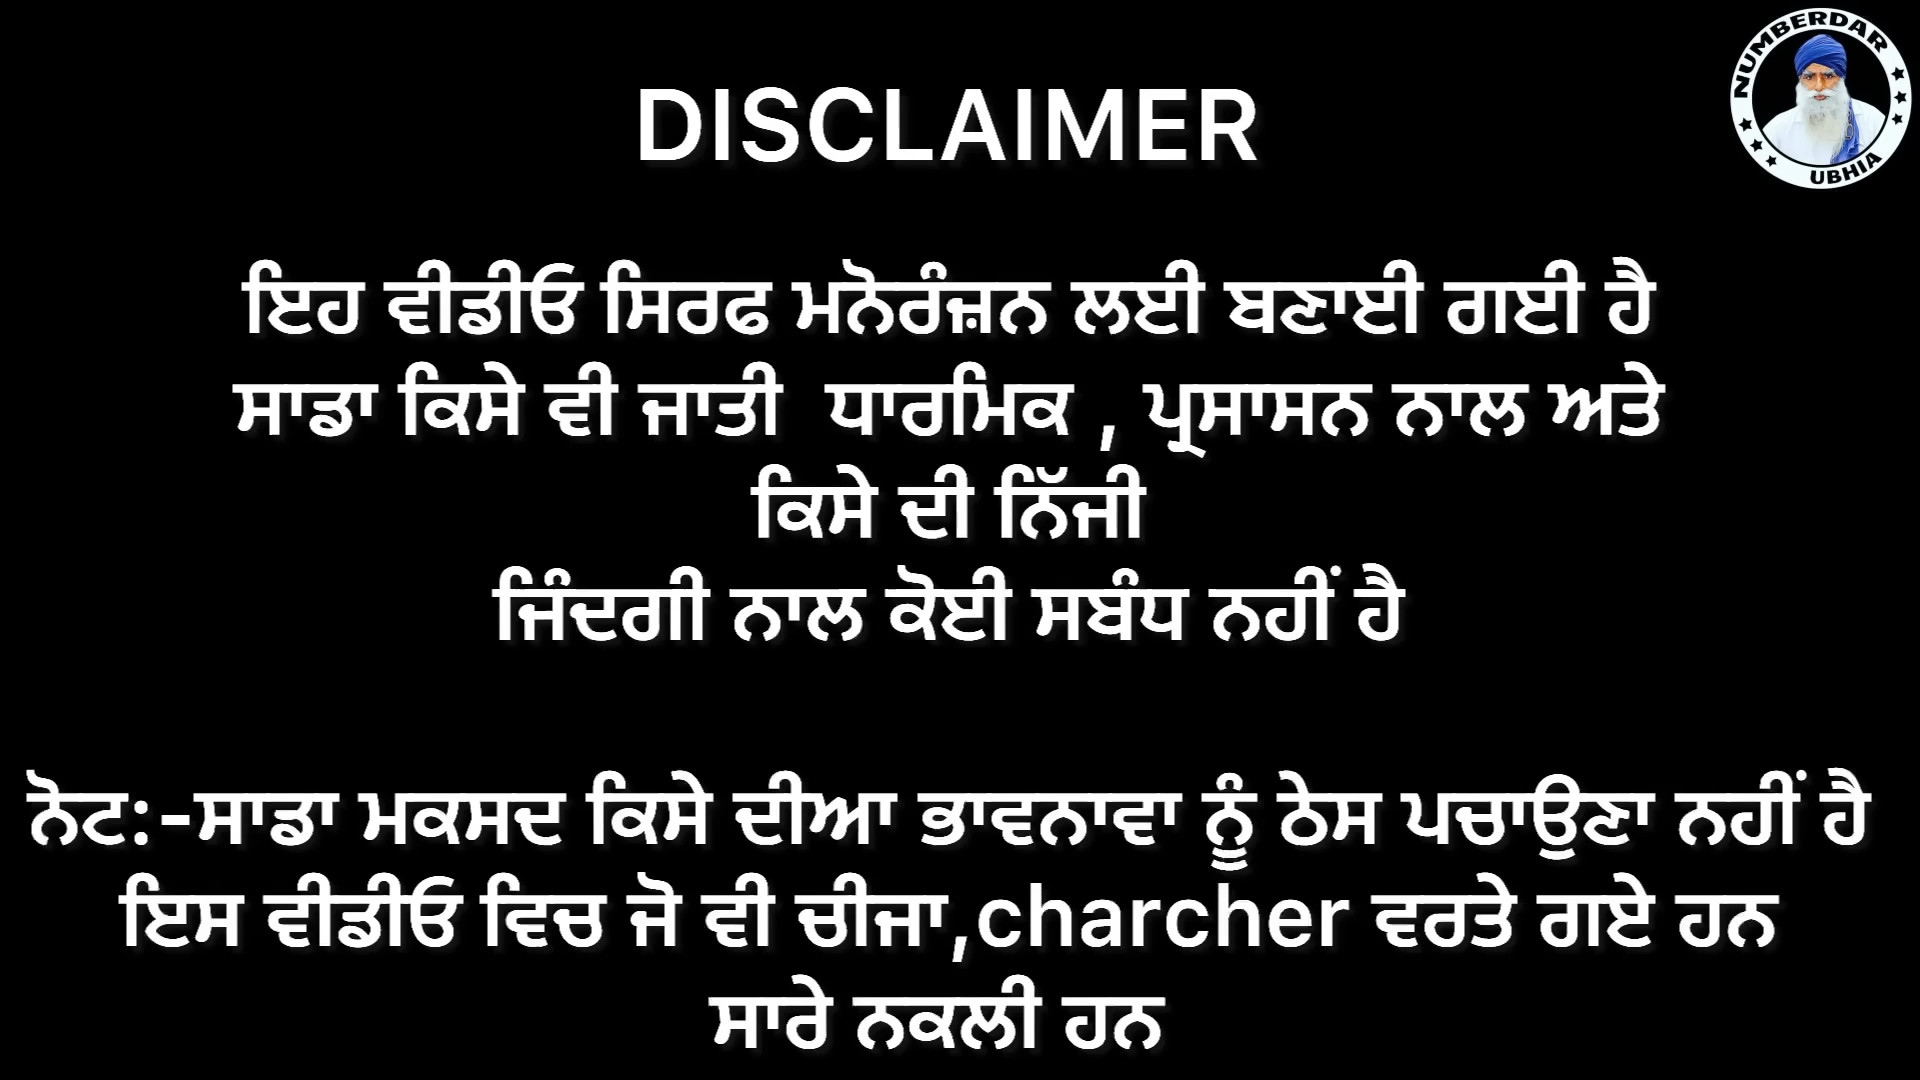 NUMBERDAR
UBHIA
DISCLAIMER
ਇਹ ਵੀਡੀਓ ਸਿਰਫ ਮਨੋਰੰਜ਼ਨ ਲਈ ਬਣਾਈ ਗਈ ਹੈ
ਸਾਡਾ ਕਿਸੇ ਵੀ ਜਾਤੀ  ਧਾਰਮਿਕ , ਪ੍ਰਸਾਸਨ ਨਾਲ ਅਤੇ
ਕਿਸੇ ਦੀ ਨਿੱਜੀ
ਜਿੰਦਗੀ ਨਾਲ ਕੋਈ ਸਬੰਧ ਨਹੀਂ ਹੈ
ਨੋਟ:-ਸਾਡਾ ਮਕਸਦ ਕਿਸੇ ਦੀਆ ਭਾਵਨਾਵਾ ਨੂੰ ਠੇਸ ਪਚਾਉਣਾ ਨਹੀਂ ਹੈ
ਇਸ ਵੀਡੀਓ ਵਿਚ ਜੋ ਵੀ ਚੀਜਾ,charcher ਵਰਤੇ ਗਏ ਹਨ
ਸਾਰੇ ਨਕਲੀ ਹਨ